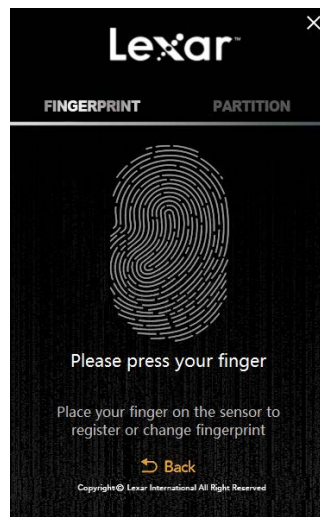 Lexar™
FINGERPRINT PARTITION
Please press your finger
Place your finger on the sensor to
register or change fingerprint
Back
Copyright© Lexar International All Right Reserved